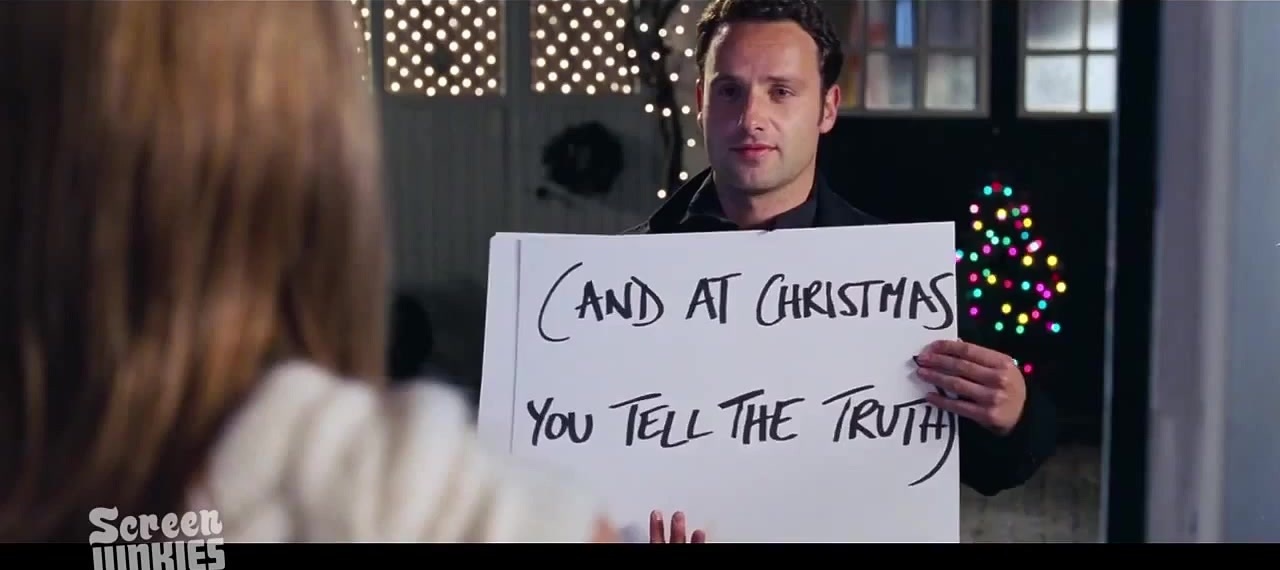 (AND AT CHRISTMAS
YOU TELL THE TRUTH)
Screen
JUNKIES